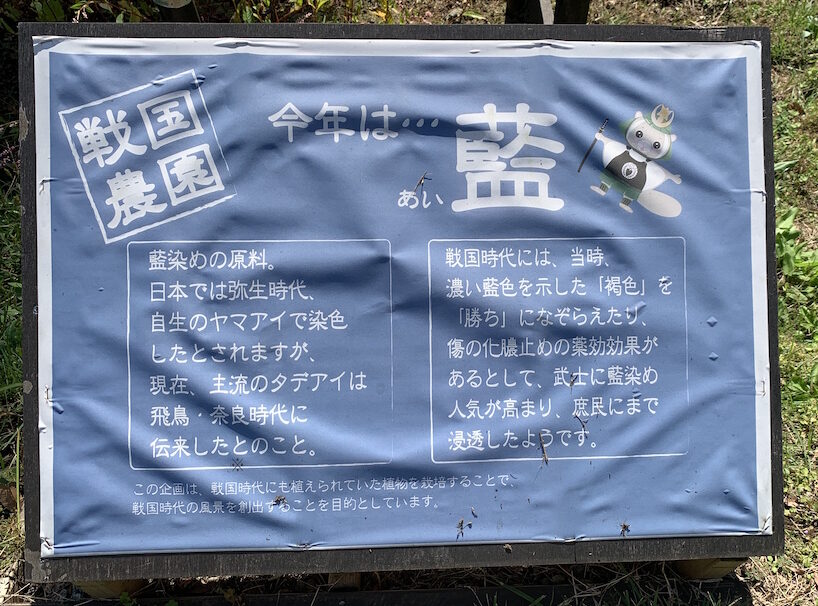 戦国
農園
今年は…
藍
あい
藍染めの原料。
日本では弥生時代、
自生のヤマアイで染色
したとされますが、
現在、主流のタデアイは
飛鳥・奈良時代に
伝来したとのこと。
戦国時代には、当時、
濃い藍色を示した「褐色」を
「勝ち」になぞらえたり、
傷の化膿止めの薬効効果が
あるとして、武士に藍染め
人気が高まり、庶民にまで
浸透したようです。
※
この企画は、戦国時代にも植えられていた植物を栽培することで、
戦国時代の風景を創出することを目的としています。